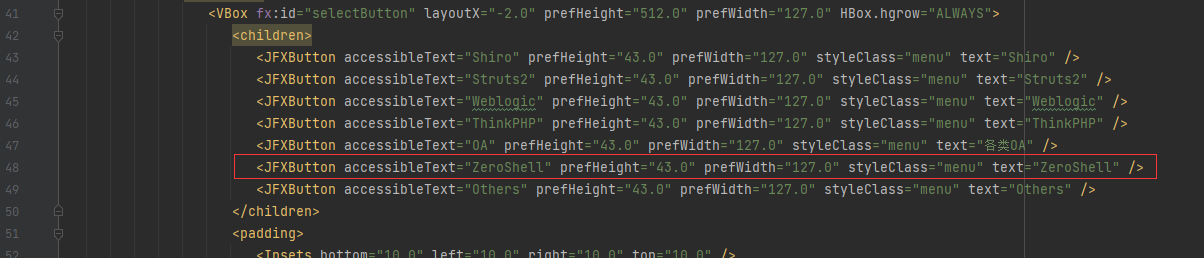 41 <VBox fx:id="selectButton" layoutX="-2.0" prefHeight="512.0" prefWidth="127.0" HBox.hgrow="ALWAYS">
42 <children>
43 <JFXButton accessibleText="Shiro" prefHeight="43.0" prefWidth="127.0" styleClass="menu" text="Shiro" />
44 <JFXButton accessibleText="Struts2" prefHeight="43.0" prefWidth="127.0" styleClass="menu" text="Struts2" />
45 <JFXButton accessibleText="Weblogic" prefHeight="43.0" prefWidth="127.0" styleClass="menu" text="Weblogic" />
46 <JFXButton accessibleText="ThinkPHP" prefHeight="43.0" prefWidth="127.0" styleClass="menu" text="ThinkPHP" />
47 <JFXButton accessibleText="OA" prefHeight="43.0" prefWidth="127.0" styleClass="menu" text="各类OA" />
48 <JFXButton accessibleText="ZeroShell" prefHeight="43.0" prefWidth="127.0" styleClass="menu" text="ZeroShell" />
49 <JFXButton accessibleText="Others" prefHeight="43.0" prefWidth="127.0" styleClass="menu" text="Others" />
50 </children>
51 <padding>
52 <Insets bottom="10.0" left="10.0" right="10.0" top="10.0" />